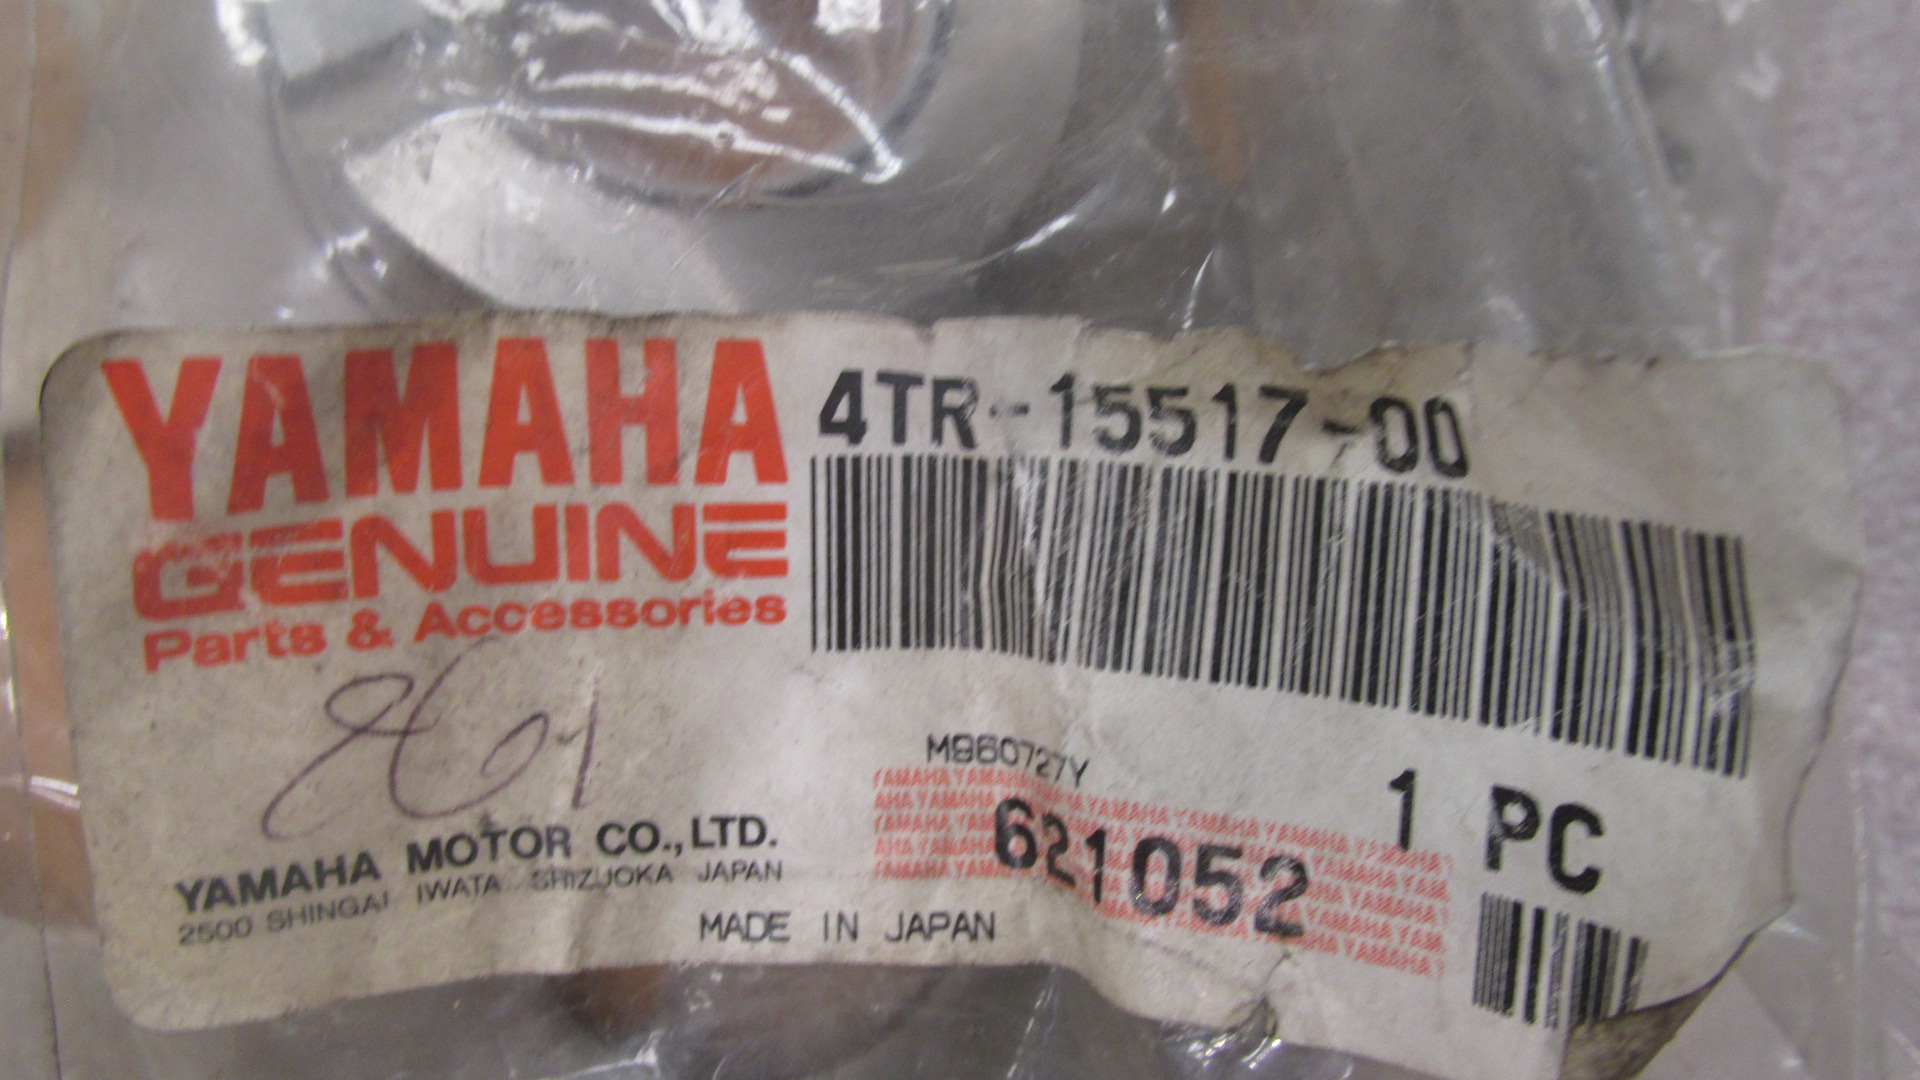 YAMAHA
GENUINE
Parts & Accessories
4TR-15517-00
M960727Y
1 PC
621052
YAMAHA MOTOR CO.,LTD.
2500 SHINGAI IWATA SHIZUOKA JAPAN
MADE IN JAPAN